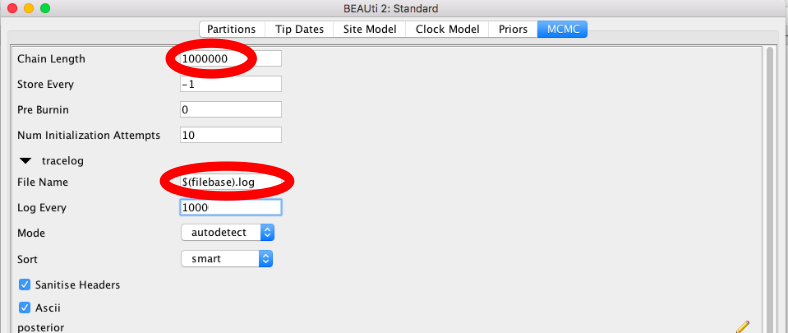 BEAUti 2: Standard
Partitions Tip Dates Site Model Clock Model Priors MCMC
Chain Length 1000000
Store Every -1
Pre Burnin 0
Num Initialization Attempts 10
tracelog
File Name $(filebase).log
Log Every 1000
Mode autodetect
Sort smart
Sanitise Headers
Ascii
posterior